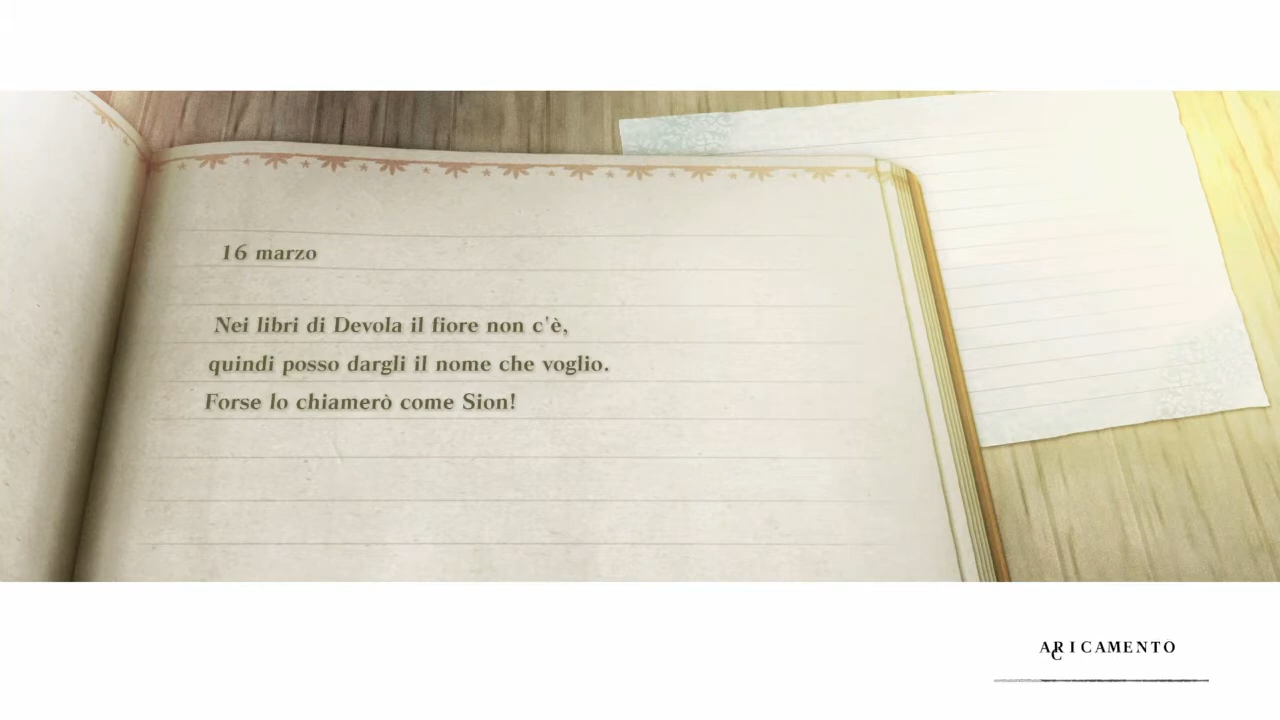 16 marzo
Nei libri di Devola il fiore non c'è,
quindi posso dargli il nome che voglio.
Forse lo chiamerò come Sion!
CARICAMENTO